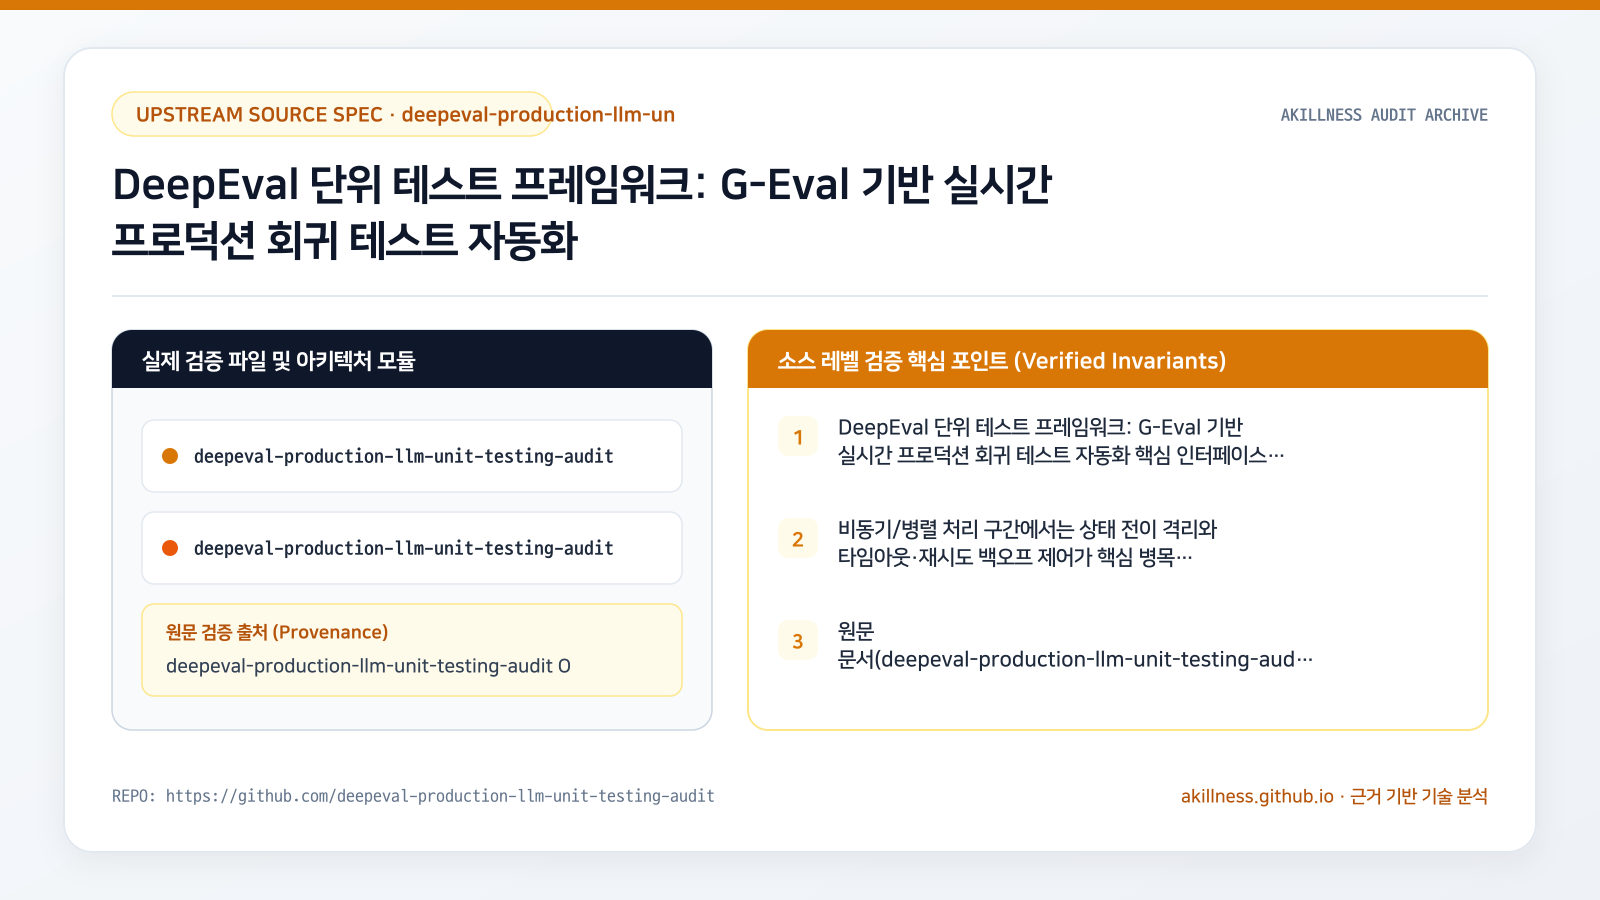 UPSTREAM SOURCE SPEC · deepeval-production-llm-un
AKILLNESS AUDIT ARCHIVE
DeepEval 단위 테스트 프레임워크: G-Eval 기반 실시간
프로덕션 회귀 테스트 자동화
실제 검증 파일 및 아키텍처 모듈
deepeval-production-llm-unit-testing-audit
deepeval-production-llm-unit-testing-audit
원문 검증 출처 (Provenance)
deepeval-production-llm-unit-testing-audit O
소스 레벨 검증 핵심 포인트 (Verified Invariants)
1
DeepEval 단위 테스트 프레임워크: G-Eval 기반
실시간 프로덕션 회귀 테스트 자동화 핵심 인터페이스…
2
비동기/병렬 처리 구간에서는 상태 전이 격리와
타임아웃·재시도 백오프 제어가 핵심 병목…
3
원문
문서(deepeval-production-llm-unit-testing-aud…
REPO: https://github.com/deepeval-production-llm-unit-testing-audit
akillness.github.io · 근거 기반 기술 분석